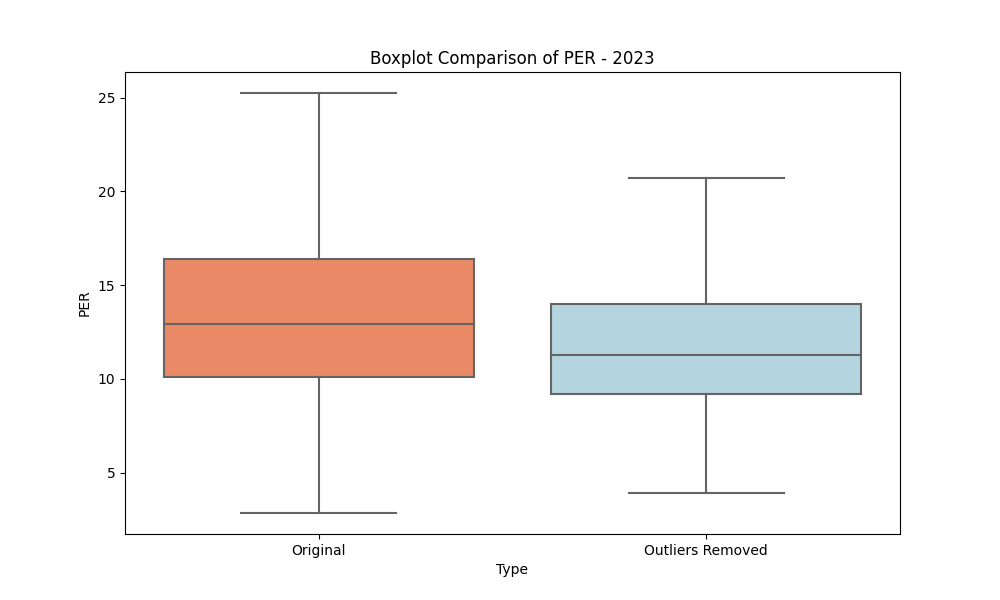 Boxplot Comparison of PER - 2023
25
20
15
10
5
PER
Original
Outliers Removed
Type